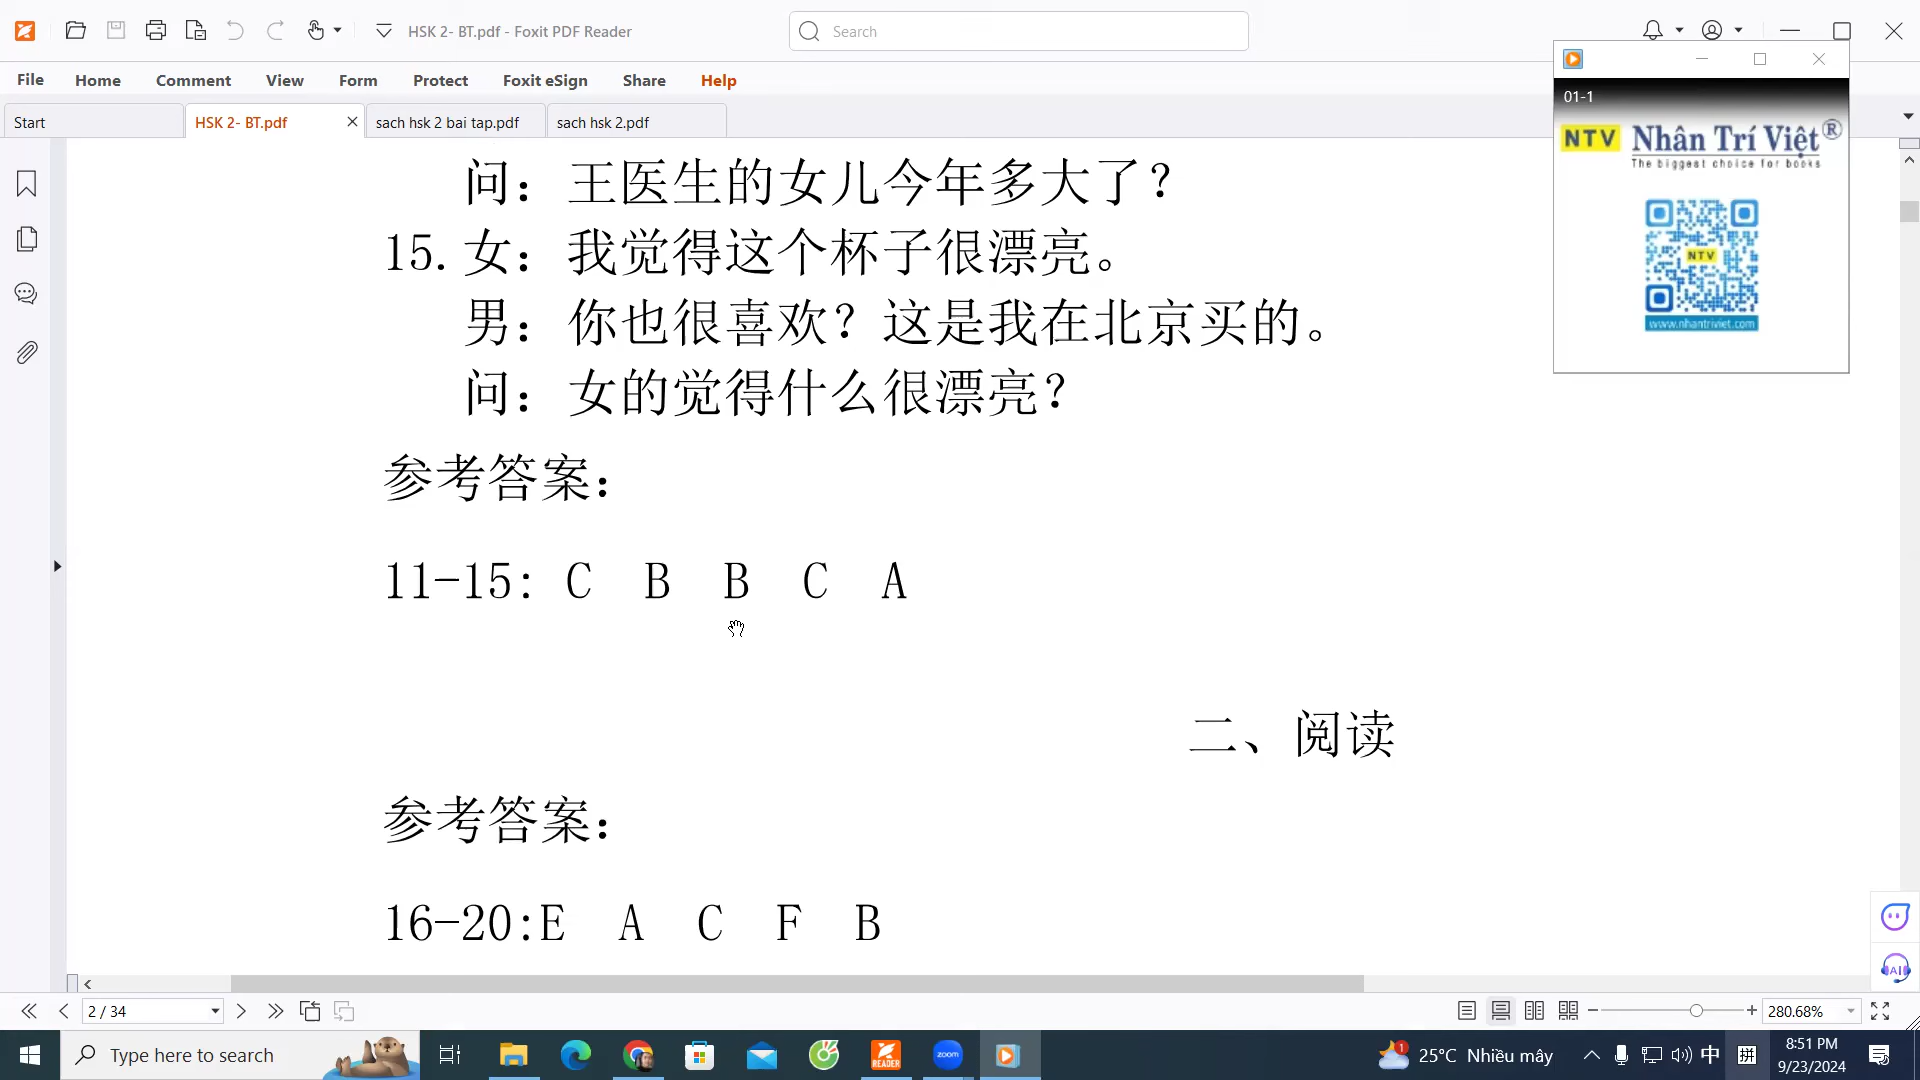 HSK 2- BT.pdf - Foxit PDF Reader
Search
File Home Comment View Form Protect Foxit eSign Share Help
Start
HSK 2- BT.pdf
sach hsk 2 bai tap.pdf
sach hsk 2.pdf
01-1
NTV Nhân Trí Việt®
The biggest choice for books
NTV
www.nhantriviet.com
问：王医生的女儿今年多大了？
15. 女：我觉得这个杯子很漂亮。
男：你也很喜欢？这是我在北京买的。
问：女的觉得什么很漂亮？
参考答案：
11-15: C B B C A
二、阅读
参考答案：
16-20:E A C F B
AI
2 / 34
280.68%
Type here to search
READER
zoom
1
25°C Nhiều mây
中
拼
8:51 PM
9/23/2024